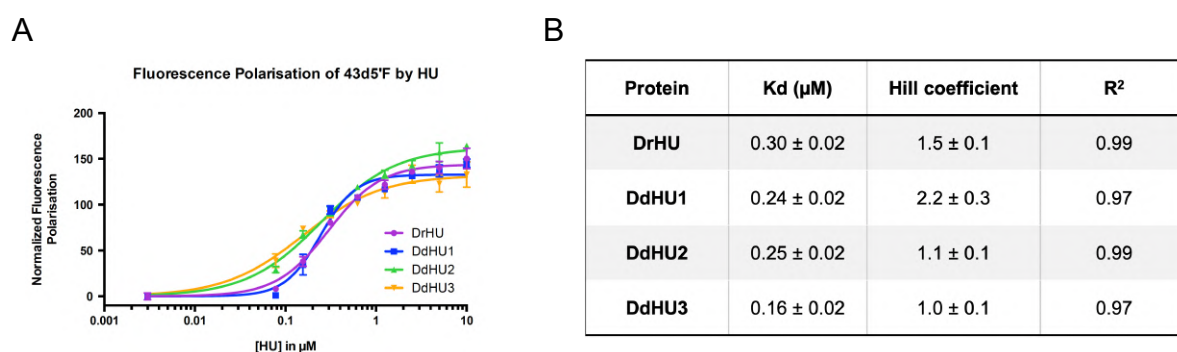 A
Fluorescence Polarisation of 43d5'F by HU
Normalized Fluorescence
Polarisation
200
150
100
50
0
DrHU
DdHU1
DdHU2
DdHU3
0.001
0.01
0.1
1
10
[HU] in µM
B
Protein Kd (µM) Hill coefficient R²
DrHU 0.30 ± 0.02 1.5 ± 0.1 0.99
DdHU1 0.24 ± 0.02 2.2 ± 0.3 0.97
DdHU2 0.25 ± 0.02 1.1 ± 0.1 0.99
DdHU3 0.16 ± 0.02 1.0 ± 0.1 0.97